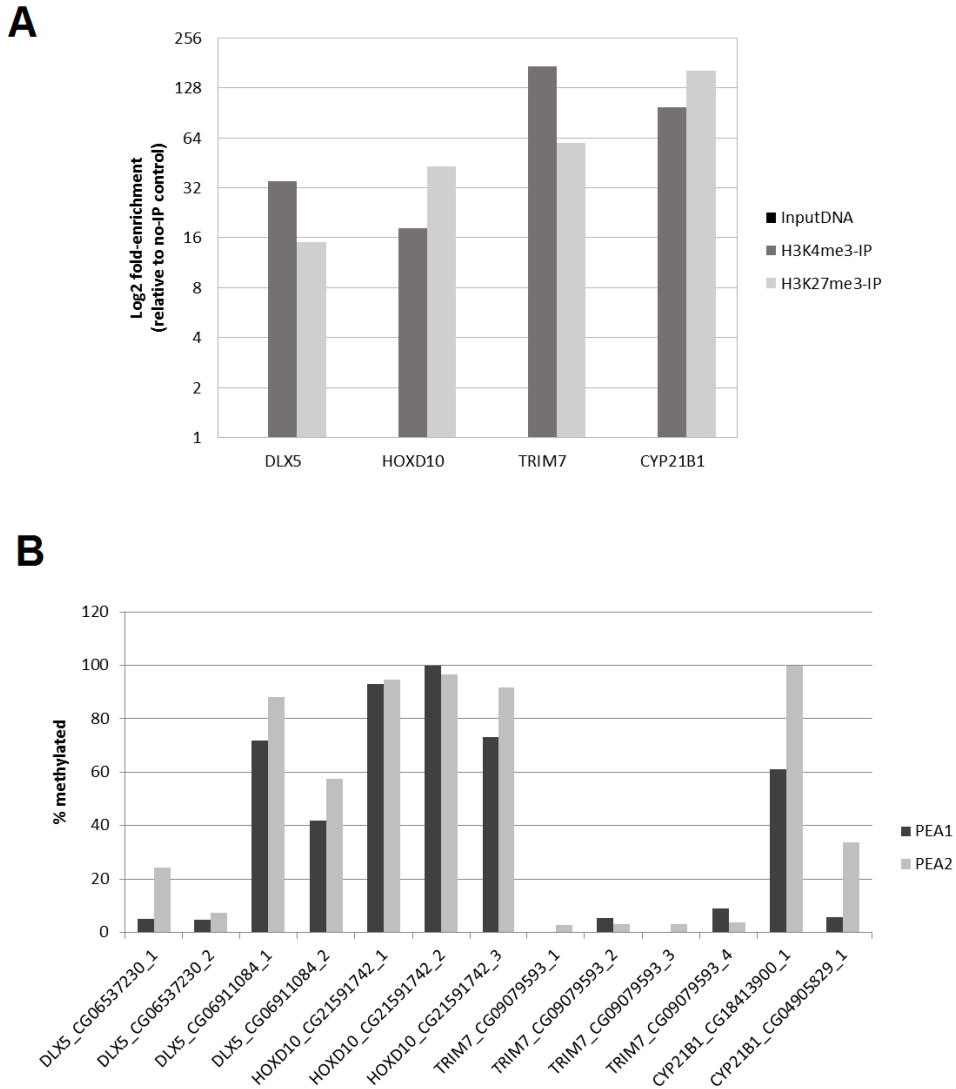 A
256
128
64
32
16
8
4
2
1
Log2 fold-enrichment
(relative to no-IP control)
DLX5
HOXD10
TRIM7
CYP21B1
InputDNA
H3K4me3-IP
H3K27me3-IP
B
120
100
80
60
40
20
0
% methylated
DLX5_CG06537230_1
DLX5_CG06537230_2
DLX5_CG06911084_1
DLX5_CG06911084_2
HOXD10_CG21591742_1
HOXD10_CG21591742_2
HOXD10_CG21591742_3
TRIM7_CG09079593_1
TRIM7_CG09079593_2
TRIM7_CG09079593_3
TRIM7_CG09079593_4
CYP21B1_CG18413900_1
CYP21B1_CG04905829_1
PEA1
PEA2